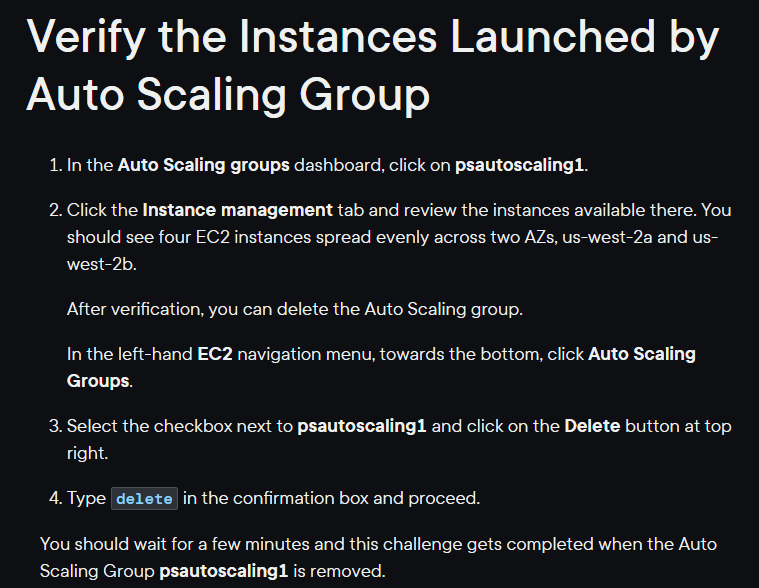 Verify the Instances Launched by
Auto Scaling Group
1. In the Auto Scaling groups dashboard, click on psautoscaling1.
2. Click the Instance management tab and review the instances available there. You
should see four EC2 instances spread evenly across two AZs, us-west-2a and us-
west-2b.
After verification, you can delete the Auto Scaling group.
In the left-hand EC2 navigation menu, towards the bottom, click Auto Scaling
Groups.
3. Select the checkbox next to psautoscaling1 and click on the Delete button at top
right.
4. Type delete in the confirmation box and proceed.
You should wait for a few minutes and this challenge gets completed when the Auto
Scaling Group psautoscaling1 is removed.